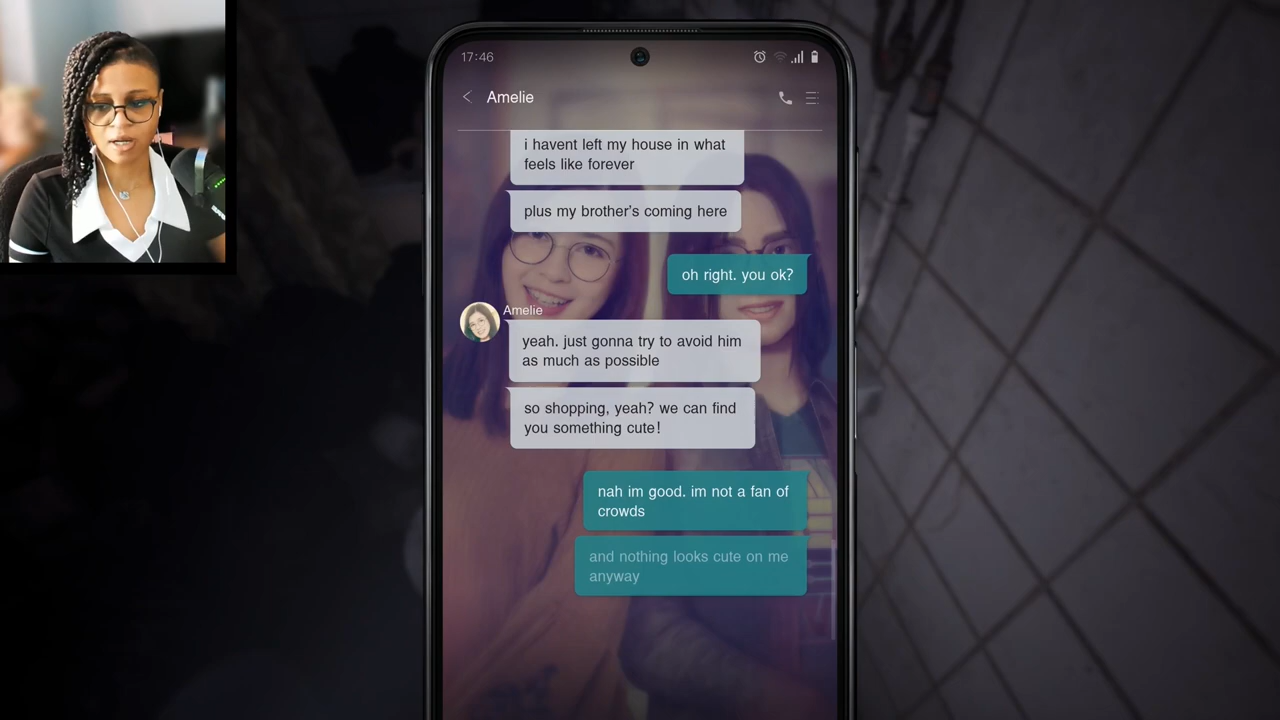 17:46
Amelie
i havent left my house in what
feels like forever
plus my brother's coming here
oh right. you ok?
Amelie
yeah. just gonna try to avoid him
as much as possible
so shopping, yeah? we can find
you something cute!
nah im good. im not a fan of
crowds
and nothing looks cute on me
anyway